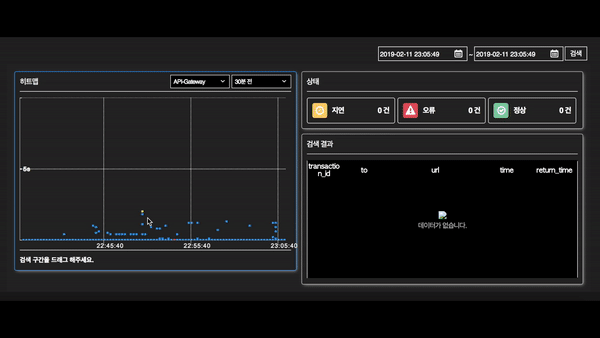 2019-02-11 23:05:49 ~ 2019-02-11 23:05:49 검색
히트맵 API-Gateway 30분 전
5s
22:45:40 22:55:40 23:05:40
검색 구간을 드래그 해주세요.
상태
지연 0 건 오류 0 건 정상 0 건
검색 결과
transactio
n_id to url time return_time
데이터가 없습니다.